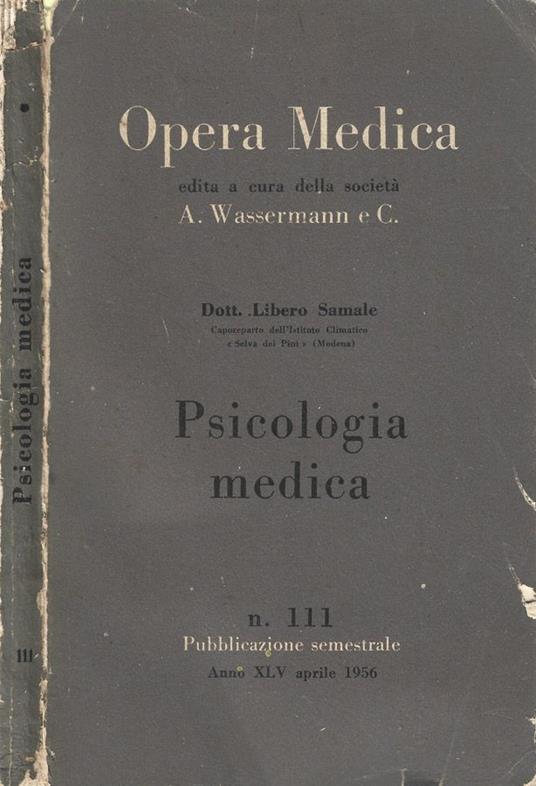 Psicologia medica
111
Opera Medica
edita a cura della società
A. Wassermann e C.
Dott. Libero Samale
Caporeparto dell'Istituto Climatico
« Selva dei Pini » (Modena)
Psicologia
medica
n. 111
Pubblicazione semestrale
Anno XLV aprile 1956